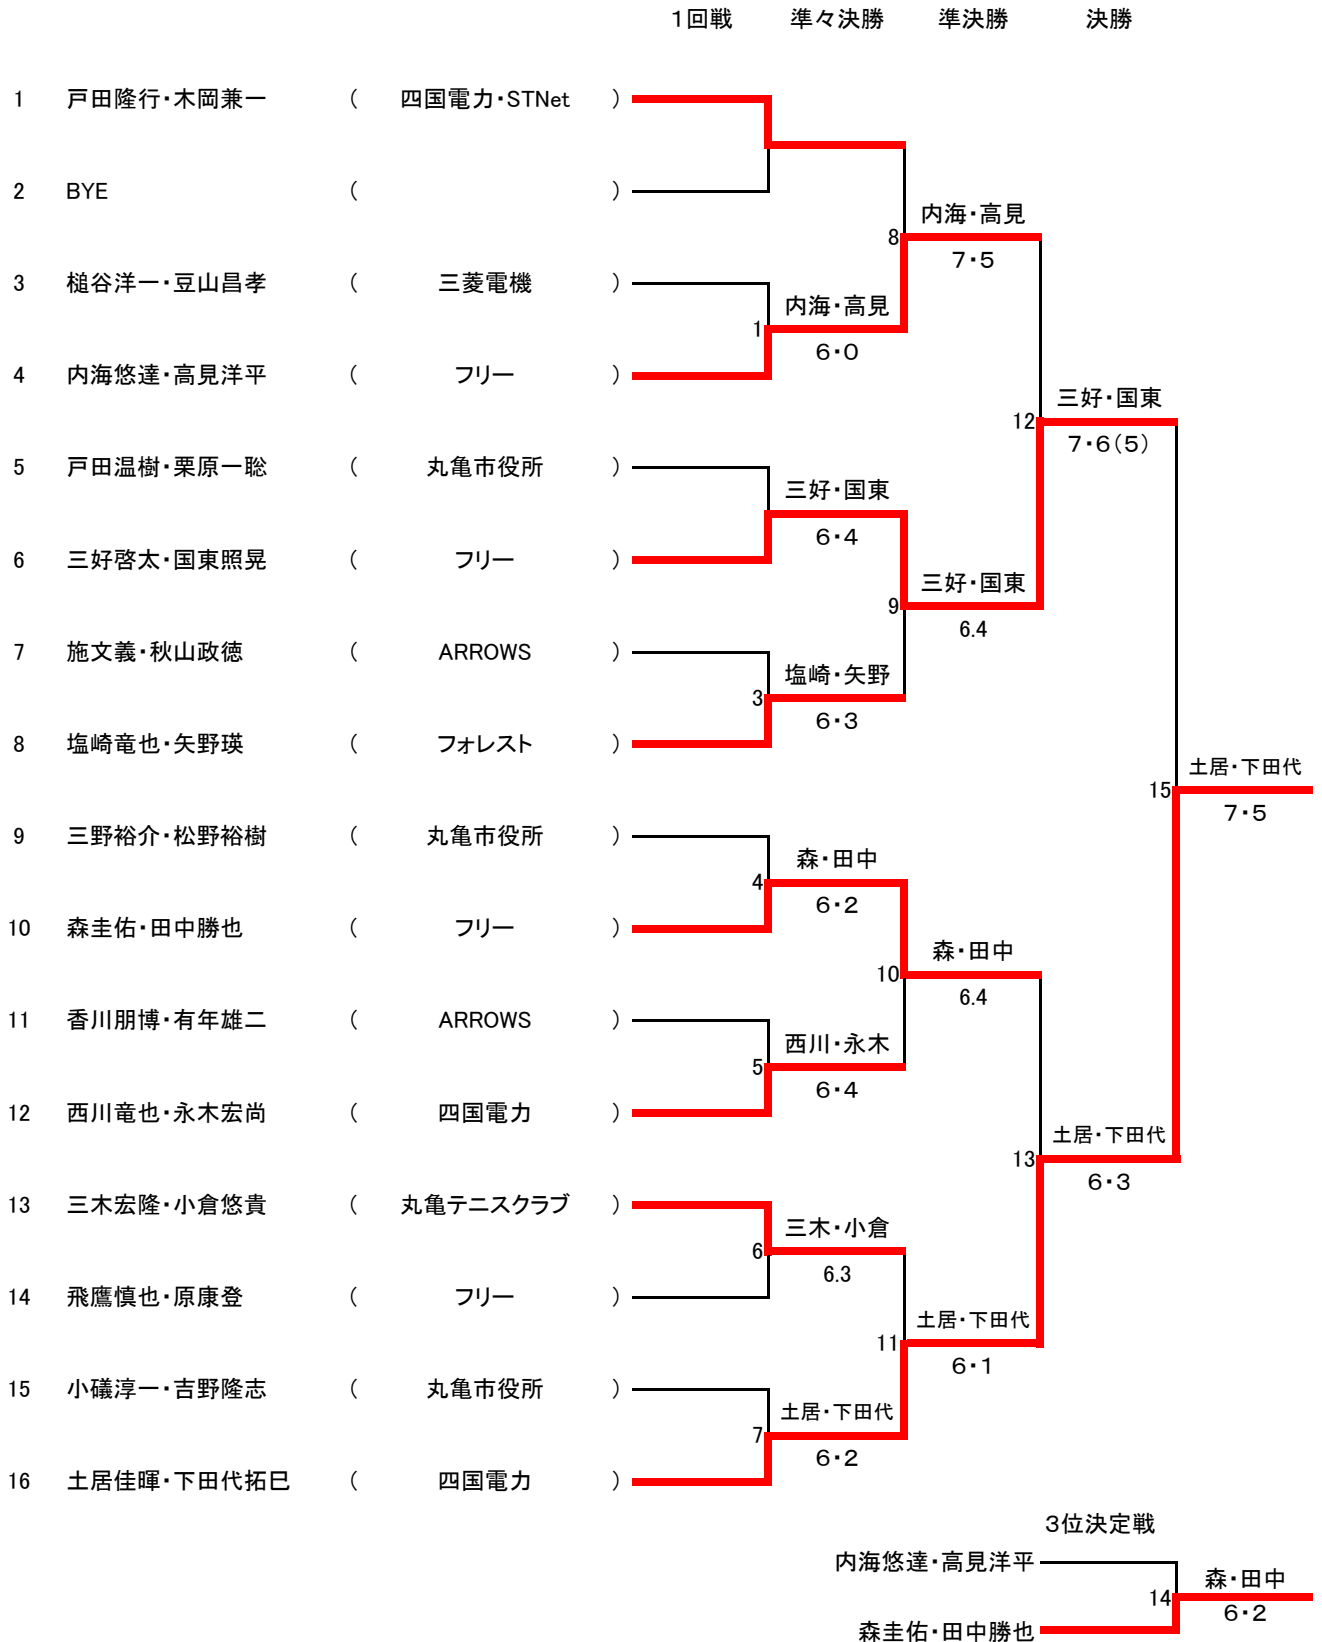 1回戦　準々決勝　準決勝　決勝
1　戸田隆行・木岡兼一　(　四国電力・STNet　)
2　BYE　(　)
内海・高見
8
7・5
3　槌谷洋一・豆山昌孝　(　三菱電機　)
内海・高見
1
6・0
4　内海悠達・高見洋平　(　フリー　)
三好・国東
12
7・6(5)
5　戸田温樹・栗原一聡　(　丸亀市役所　)
三好・国東
6・4
6　三好啓太・国東照晃　(　フリー　)
三好・国東
9
6.4
7　施文義・秋山政徳　(　ARROWS　)
塩崎・矢野
3
6・3
8　塩崎竜也・矢野瑛　(　フォレスト　)
土居・下田代
15
7・5
9　三野裕介・松野裕樹　(　丸亀市役所　)
森・田中
4
6・2
10　森圭佑・田中勝也　(　フリー　)
森・田中
10
6.4
11　香川朋博・有年雄二　(　ARROWS　)
西川・永木
5
6・4
12　西川竜也・永木宏尚　(　四国電力　)
土居・下田代
13
6・3
13　三木宏隆・小倉悠貴　(　丸亀テニスクラブ　)
三木・小倉
6
6.3
14　飛鷹慎也・原康登　(　フリー　)
土居・下田代
11
6・1
15　小礒淳一・吉野隆志　(　丸亀市役所　)
土居・下田代
7
6・2
16　土居佳暉・下田代拓巳　(　四国電力　)
3位決定戦
内海悠達・高見洋平
森・田中
14
6・2
森圭佑・田中勝也